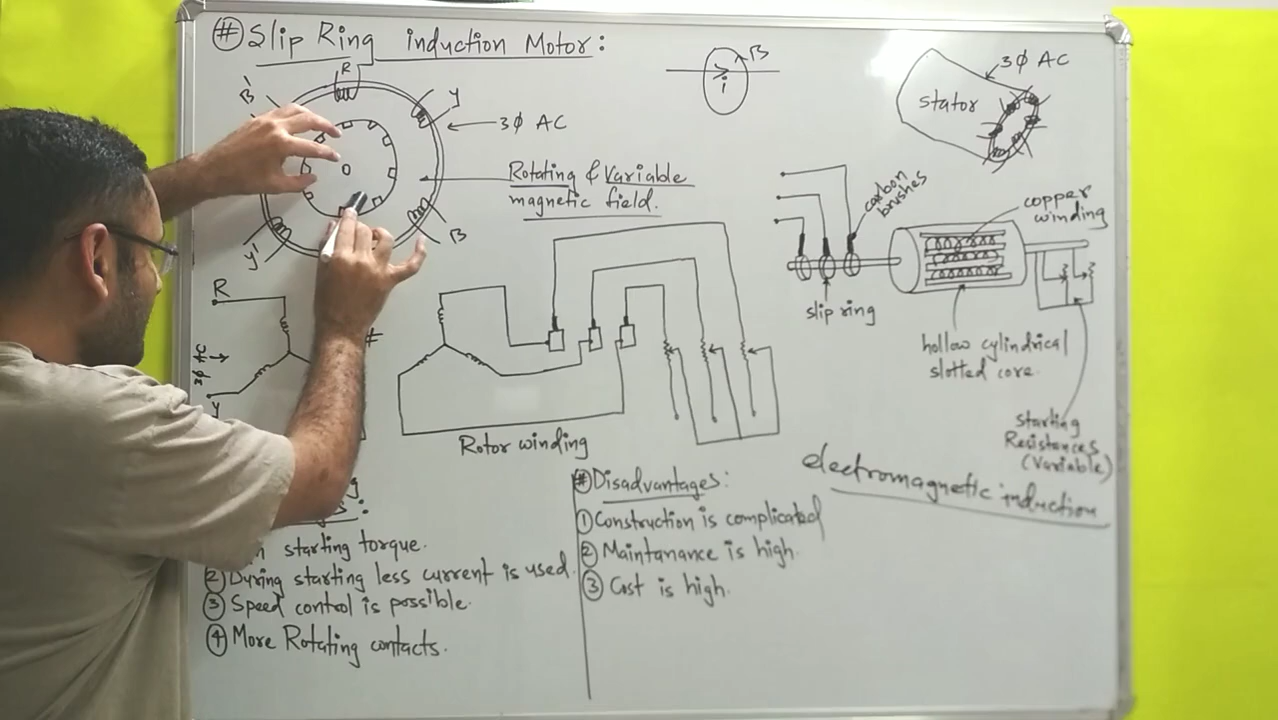 # Slip Ring induction Motor:
R
B'
Y
3ϕ AC
B
Y'
Rotating & Variable
magnetic field.
B
i
3ϕ AC
stator
carbon
brushes
copper
winding
slip ring
hollow cylindrical
slotted core.
starting
Resistances
(Variable)
R
3ϕ AC
Y
#
Rotor winding
electromagnetic induction
starting torque.
② During starting less current is used.
③ Speed control is possible.
④ More Rotating contacts.
# Disadvantages:
① Construction is complicated
② Maintanance is high.
③ Cost is high.